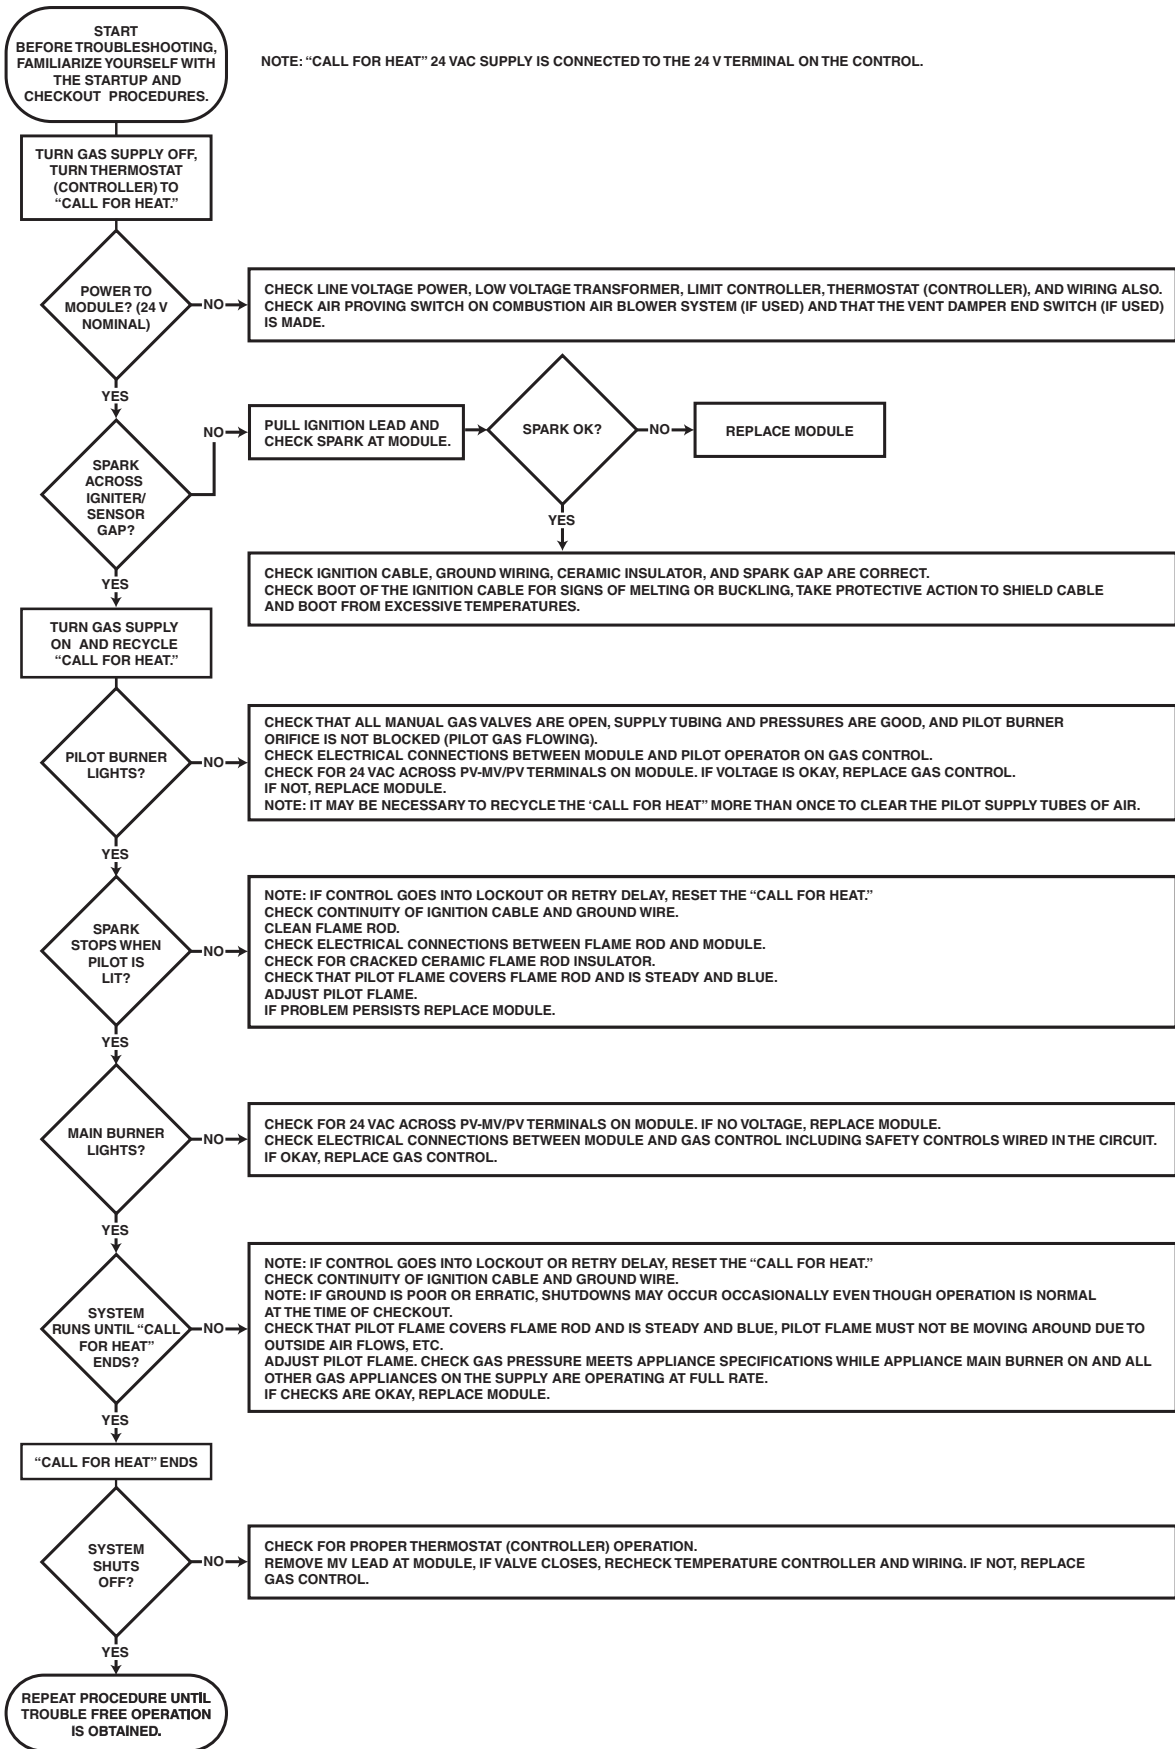 START
BEFORE TROUBLESHOOTING,
FAMILIARIZE YOURSELF WITH
THE STARTUP AND
CHECKOUT PROCEDURES.
NOTE: “CALL FOR HEAT” 24 VAC SUPPLY IS CONNECTED TO THE 24 V TERMINAL ON THE CONTROL.
TURN GAS SUPPLY OFF,
TURN THERMOSTAT
(CONTROLLER) TO
“CALL FOR HEAT.”
POWER TO
MODULE? (24 V
NOMINAL)
NO
CHECK LINE VOLTAGE POWER, LOW VOLTAGE TRANSFORMER, LIMIT CONTROLLER, THERMOSTAT (CONTROLLER), AND WIRING ALSO.
CHECK AIR PROVING SWITCH ON COMBUSTION AIR BLOWER SYSTEM (IF USED) AND THAT THE VENT DAMPER END SWITCH (IF USED)
IS MADE.
YES
SPARK
ACROSS
IGNITER/
SENSOR
GAP?
NO
PULL IGNITION LEAD AND
CHECK SPARK AT MODULE.
SPARK OK?
NO
REPLACE MODULE
YES
CHECK IGNITION CABLE, GROUND WIRING, CERAMIC INSULATOR, AND SPARK GAP ARE CORRECT.
CHECK BOOT OF THE IGNITION CABLE FOR SIGNS OF MELTING OR BUCKLING, TAKE PROTECTIVE ACTION TO SHIELD CABLE
AND BOOT FROM EXCESSIVE TEMPERATURES.
YES
TURN GAS SUPPLY
ON AND RECYCLE
“CALL FOR HEAT.”
PILOT BURNER
LIGHTS?
NO
CHECK THAT ALL MANUAL GAS VALVES ARE OPEN, SUPPLY TUBING AND PRESSURES ARE GOOD, AND PILOT BURNER
ORIFICE IS NOT BLOCKED (PILOT GAS FLOWING).
CHECK ELECTRICAL CONNECTIONS BETWEEN MODULE AND PILOT OPERATOR ON GAS CONTROL.
CHECK FOR 24 VAC ACROSS PV-MV/PV TERMINALS ON MODULE. IF VOLTAGE IS OKAY, REPLACE GAS CONTROL.
IF NOT, REPLACE MODULE.
NOTE: IT MAY BE NECESSARY TO RECYCLE THE ‘CALL FOR HEAT” MORE THAN ONCE TO CLEAR THE PILOT SUPPLY TUBES OF AIR.
YES
SPARK
STOPS WHEN
PILOT IS
LIT?
NO
NOTE: IF CONTROL GOES INTO LOCKOUT OR RETRY DELAY, RESET THE “CALL FOR HEAT.”
CHECK CONTINUITY OF IGNITION CABLE AND GROUND WIRE.
CLEAN FLAME ROD.
CHECK ELECTRICAL CONNECTIONS BETWEEN FLAME ROD AND MODULE.
CHECK FOR CRACKED CERAMIC FLAME ROD INSULATOR.
CHECK THAT PILOT FLAME COVERS FLAME ROD AND IS STEADY AND BLUE.
ADJUST PILOT FLAME.
IF PROBLEM PERSISTS REPLACE MODULE.
YES
MAIN BURNER
LIGHTS?
NO
CHECK FOR 24 VAC ACROSS PV-MV/PV TERMINALS ON MODULE. IF NO VOLTAGE, REPLACE MODULE.
CHECK ELECTRICAL CONNECTIONS BETWEEN MODULE AND GAS CONTROL INCLUDING SAFETY CONTROLS WIRED IN THE CIRCUIT.
IF OKAY, REPLACE GAS CONTROL.
YES
SYSTEM
RUNS UNTIL “CALL
FOR HEAT”
ENDS?
NO
NOTE: IF CONTROL GOES INTO LOCKOUT OR RETRY DELAY, RESET THE “CALL FOR HEAT.”
CHECK CONTINUITY OF IGNITION CABLE AND GROUND WIRE.
NOTE: IF GROUND IS POOR OR ERRATIC, SHUTDOWNS MAY OCCUR OCCASIONALLY EVEN THOUGH OPERATION IS NORMAL
AT THE TIME OF CHECKOUT.
CHECK THAT PILOT FLAME COVERS FLAME ROD AND IS STEADY AND BLUE, PILOT FLAME MUST NOT BE MOVING AROUND DUE TO
OUTSIDE AIR FLOWS, ETC.
ADJUST PILOT FLAME. CHECK GAS PRESSURE MEETS APPLIANCE SPECIFICATIONS WHILE APPLIANCE MAIN BURNER ON AND ALL
OTHER GAS APPLIANCES ON THE SUPPLY ARE OPERATING AT FULL RATE.
IF CHECKS ARE OKAY, REPLACE MODULE.
YES
“CALL FOR HEAT” ENDS
SYSTEM
SHUTS
OFF?
NO
CHECK FOR PROPER THERMOSTAT (CONTROLLER) OPERATION.
REMOVE MV LEAD AT MODULE, IF VALVE CLOSES, RECHECK TEMPERATURE CONTROLLER AND WIRING. IF NOT, REPLACE
GAS CONTROL.
YES
REPEAT PROCEDURE UNTIL
TROUBLE FREE OPERATION
IS OBTAINED.